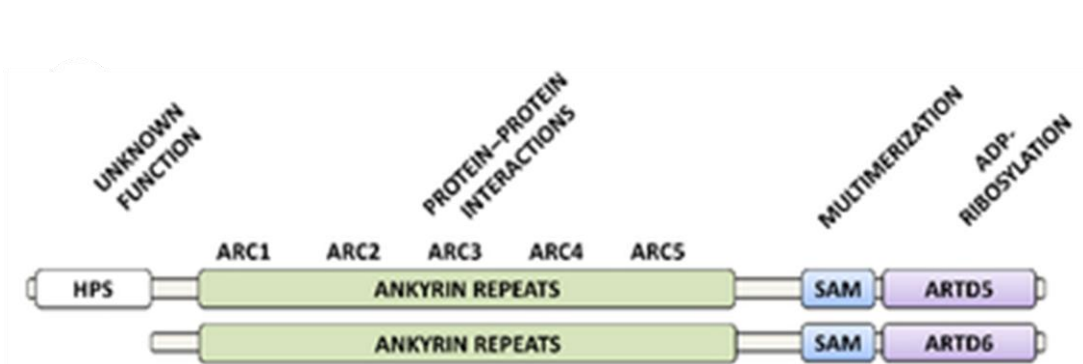 UNKNOWN
FUNCTION
PROTEIN–PROTEIN
INTERACTIONS
MULTIMERIZATION
ADP-
RIBOSYLATION
ARC1 ARC2 ARC3 ARC4 ARC5
HPS ANKYRIN REPEATS SAM ARTD5
ANKYRIN REPEATS SAM ARTD6